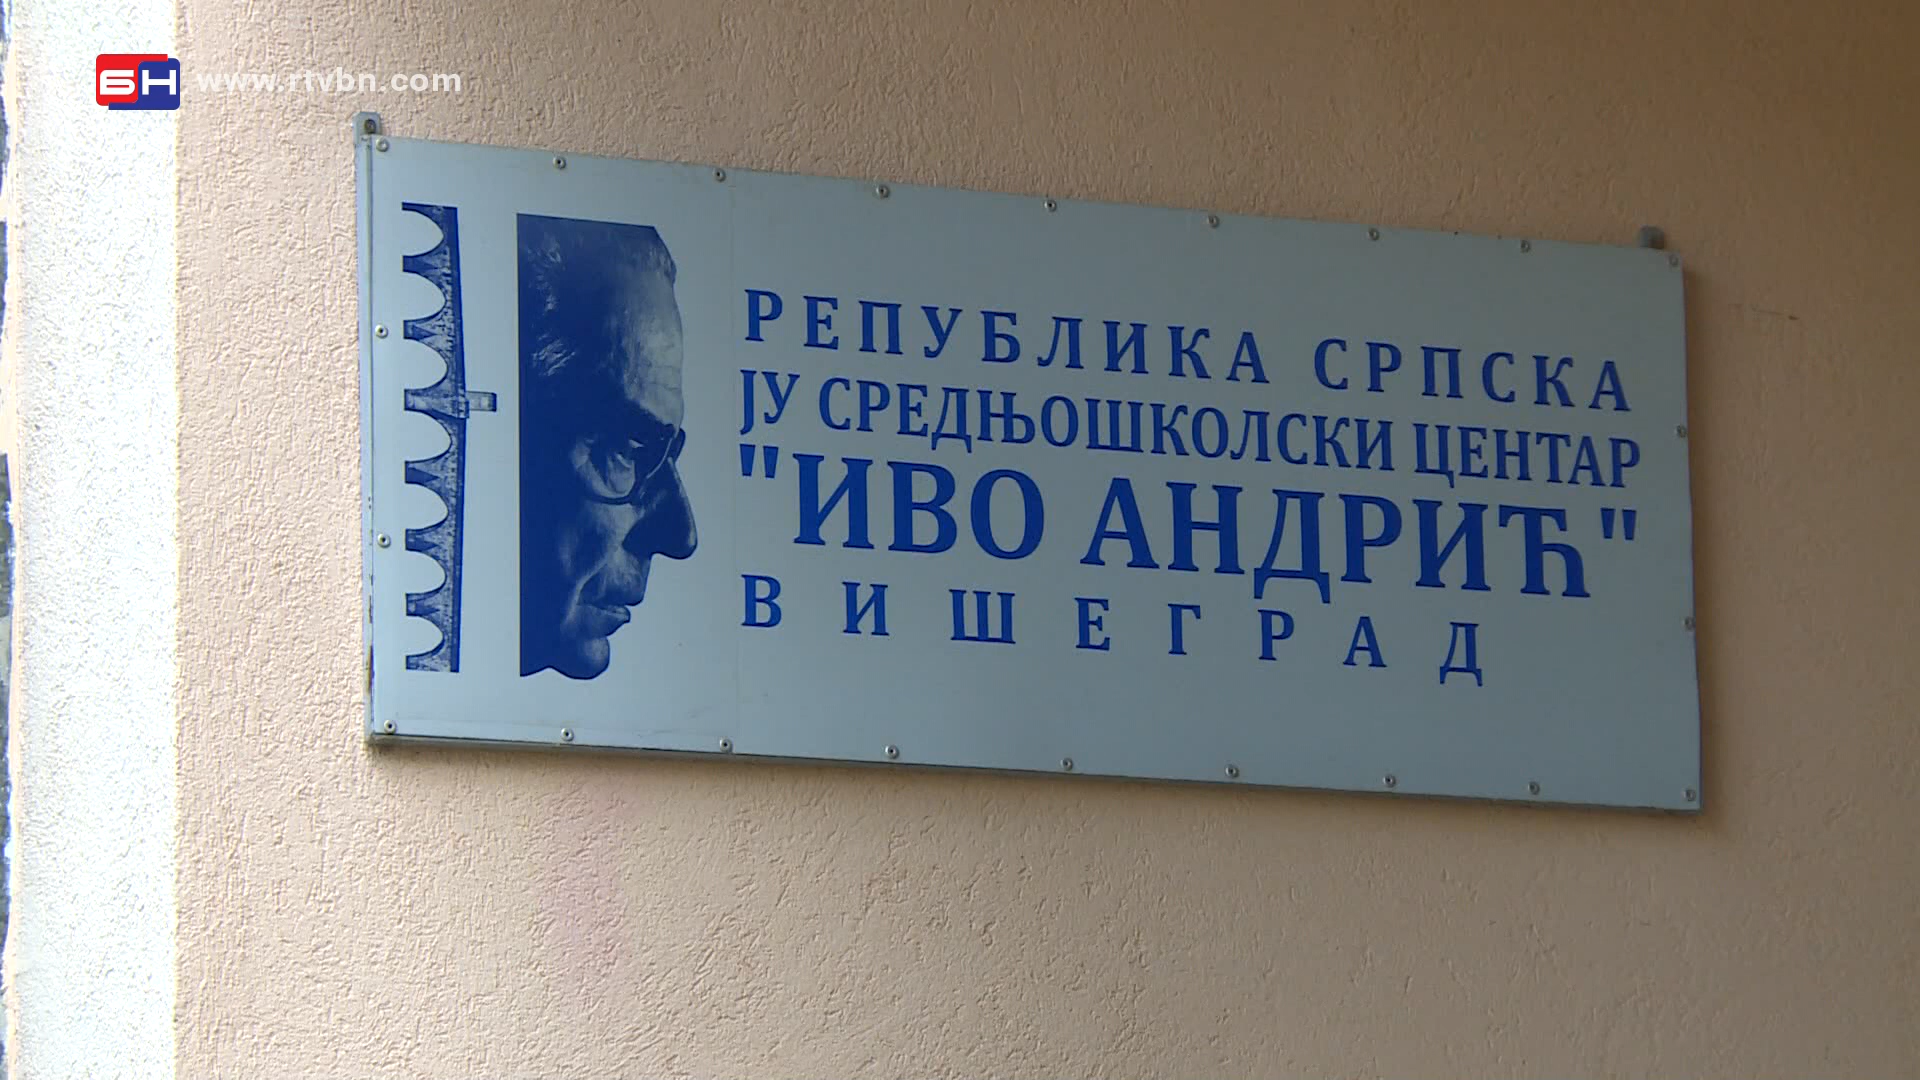 БН www.rtvbn.com
РЕПУБЛИКА СРПСКА
ЈУ СРЕДЊОШКОЛСКИ ЦЕНТАР
"ИВО АНДРИЋ"
ВИШЕГРАД